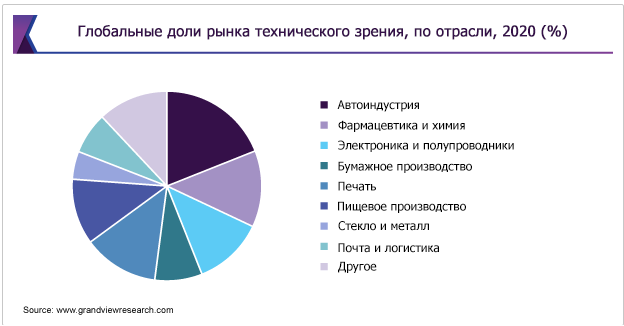 Глобальные доли рынка технического зрения, по отрасли, 2020 (%)
Автоиндустрия
Фармацевтика и химия
Электроника и полупроводники
Бумажное производство
Печать
Пищевое производство
Стекло и металл
Почта и логистика
Другое
Source: www.grandviewresearch.com